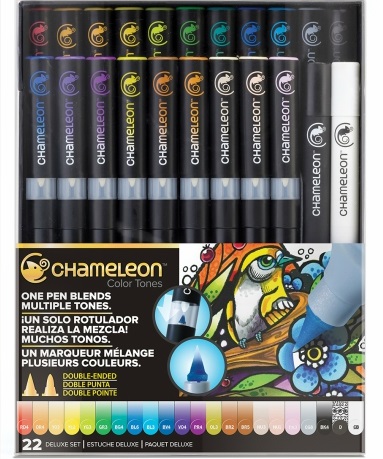 CHAMELEON CHAMELEON CHAMELEON CHAMELEON CHAMELEON CHAMELEON CHAMELEON CHAMELEON CHAMELEON CHAMELEON
CHAMELEON
Color Tones
ONE PEN BLENDS
MULTIPLE TONES.
¡UN SOLO ROTULADOR
REALIZA LA MEZCLA!
MUCHOS TONOS.
UN MARQUEUR MÉLANGE
PLUSIEURS COULEURS.
DOUBLE-ENDED
DOBLE PUNTA
DOUBLE POINTE
22 DELUXE SET | ESTUCHE DELUXE | PAQUET DELUXE